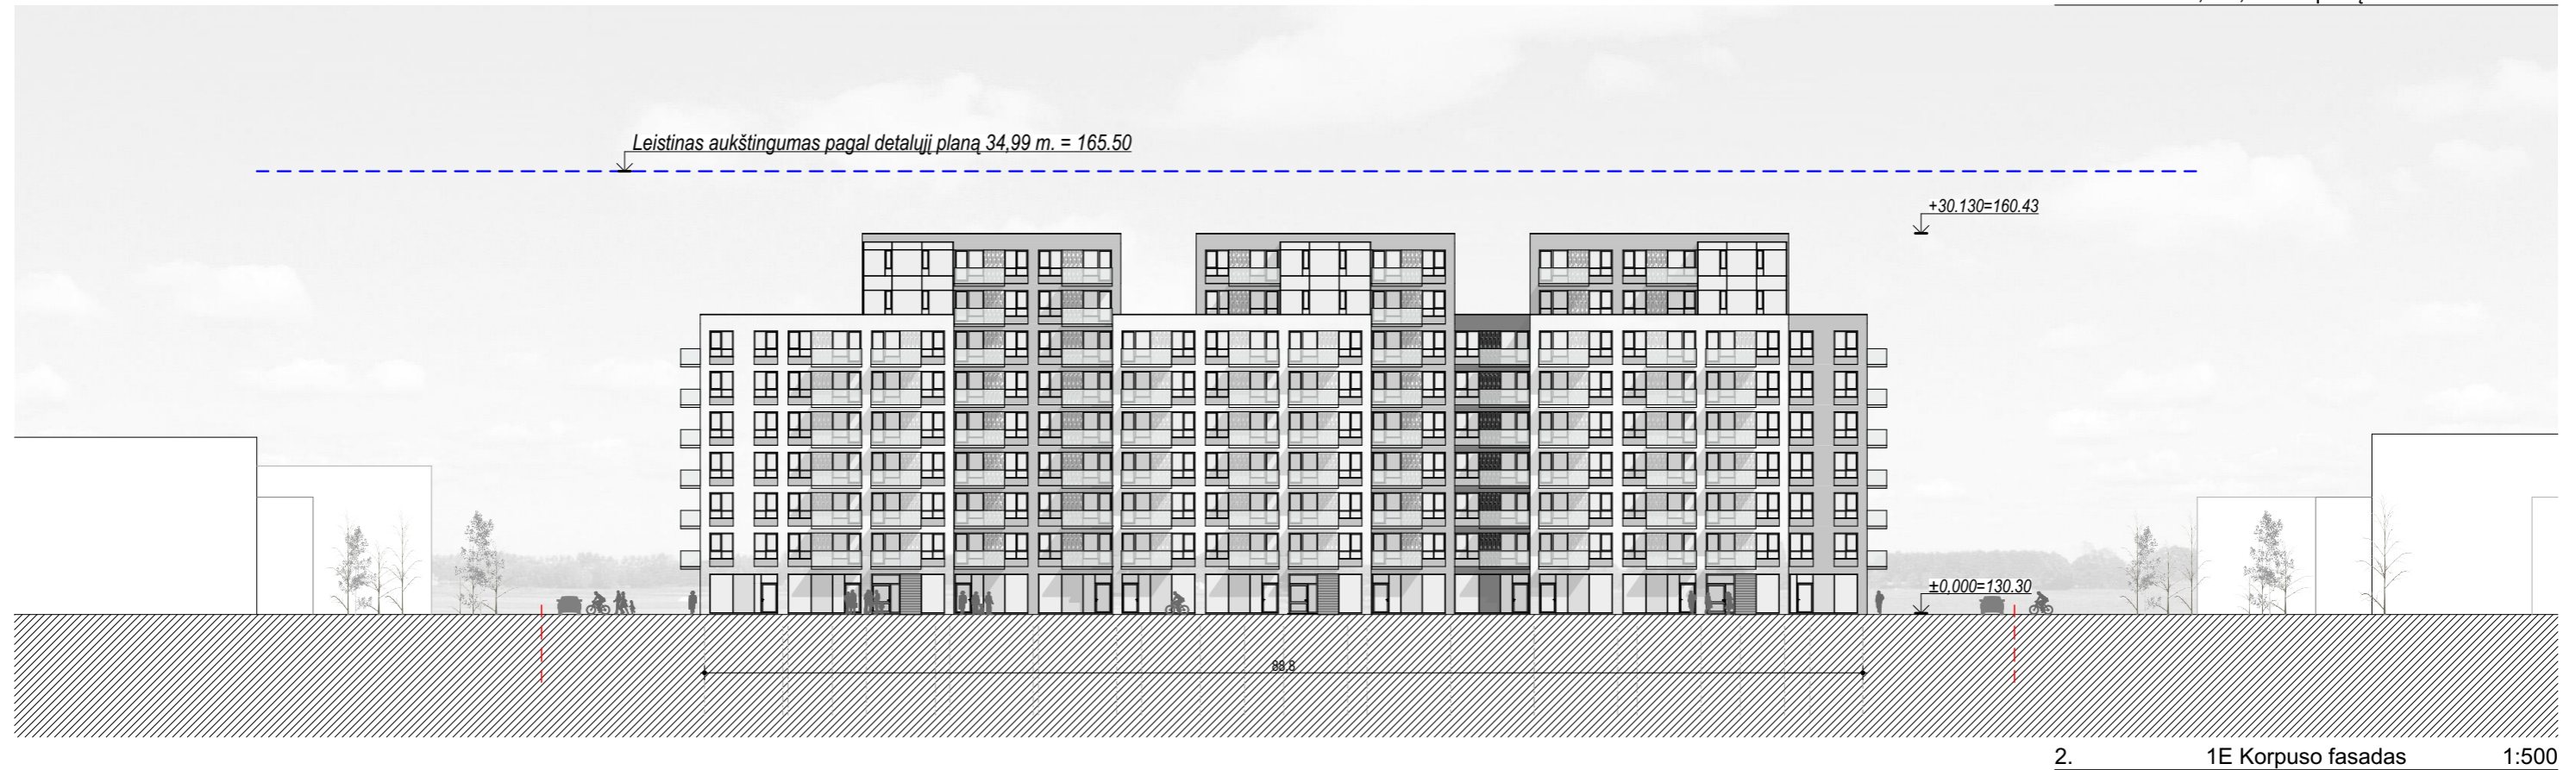 Leistinas aukštingumas pagal detalųjį planą 34,99 m. = 165.50
+30.130=160.43
±0,000=130.30
88,8
2. 1E Korpuso fasadas 1:500